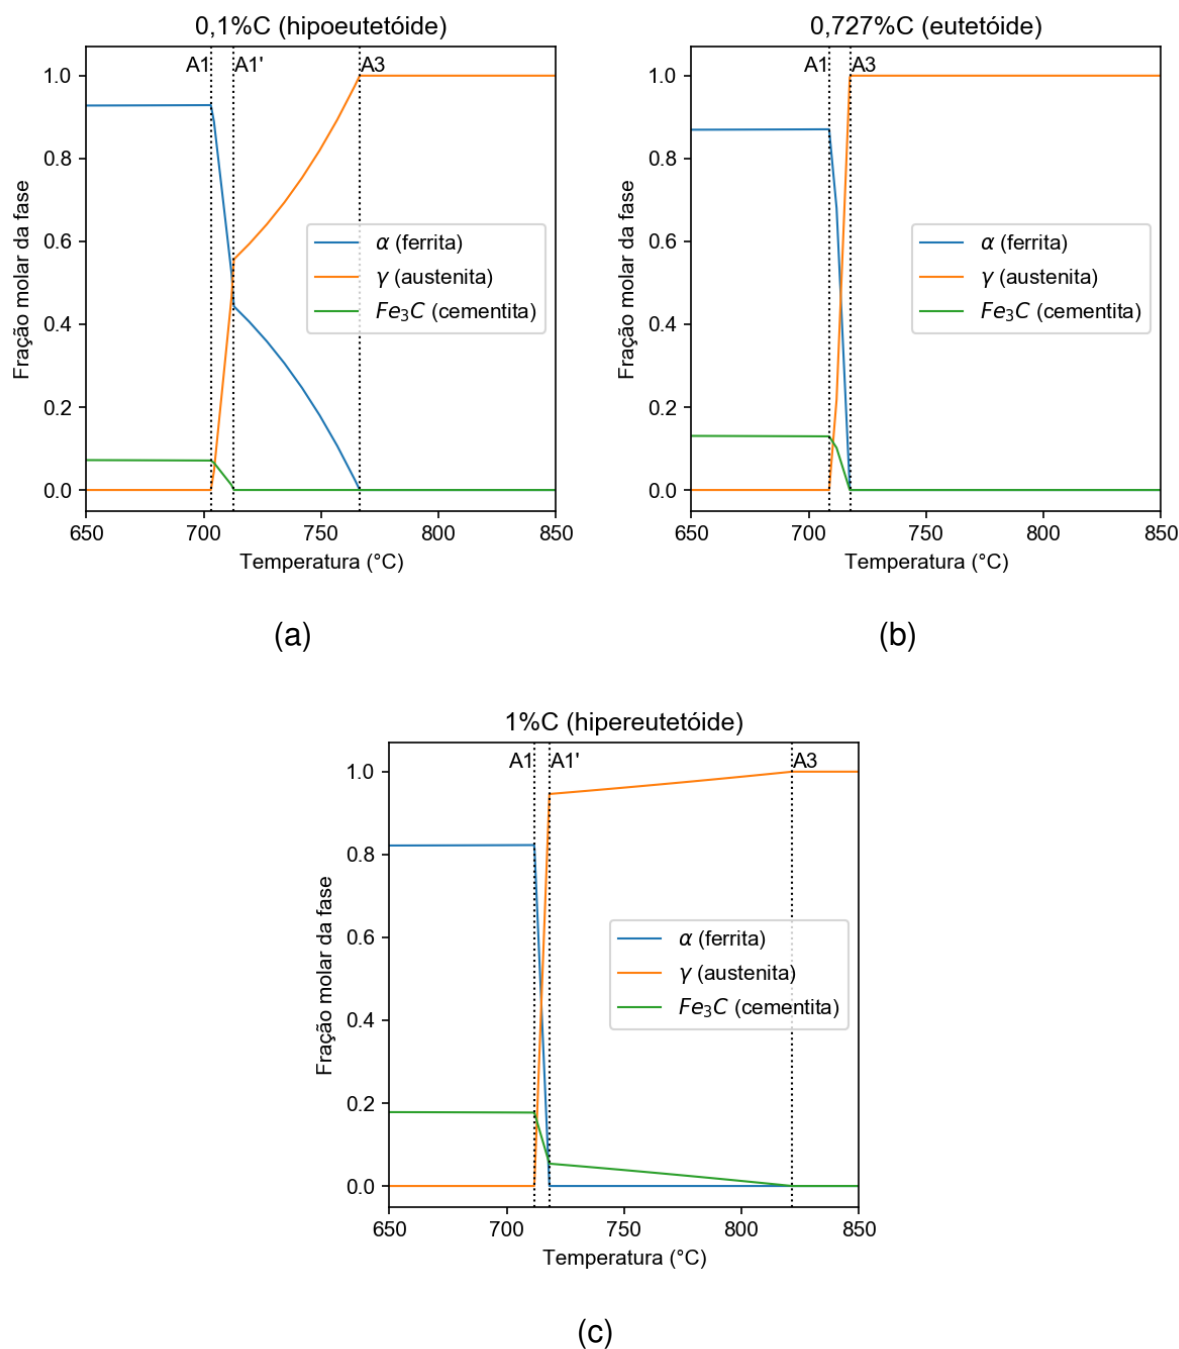 0,1%C (hipoeutetóide)
A1 A1' A3
1.0
0.8
0.6
0.4
0.2
0.0
Fração molar da fase
α (ferrita)
γ (austenita)
Fe₃C (cementita)
650 700 750 800 850
Temperatura (°C)
(a)
0,727%C (eutetóide)
A1 A3
1.0
0.8
0.6
0.4
0.2
0.0
Fração molar da fase
α (ferrita)
γ (austenita)
Fe₃C (cementita)
650 700 750 800 850
Temperatura (°C)
(b)
1%C (hipereutetóide)
A1 A1' A3
1.0
0.8
0.6
0.4
0.2
0.0
Fração molar da fase
α (ferrita)
γ (austenita)
Fe₃C (cementita)
650 700 750 800 850
Temperatura (°C)
(c)